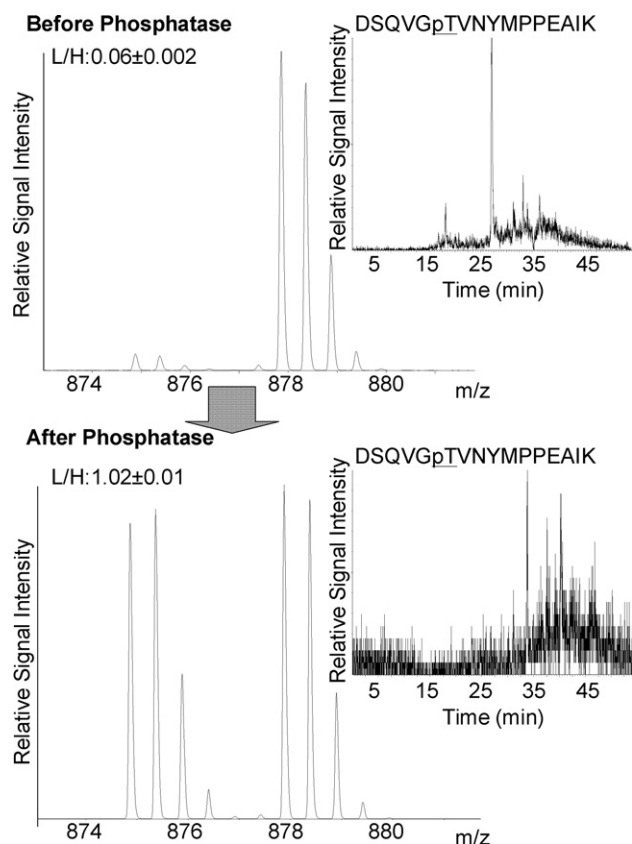 Before Phosphatase
L/H:0.06±0.002
Relative Signal Intensity
874 876 878 880
m/z
DSQVGpTVNYMPPEAIK
Relative Signal Intensity
5 15 27 35 45
Time (min)
After Phosphatase
L/H:1.02±0.01
Relative Signal Intensity
874 876 878 880
m/z
DSQVGpTVNYMPPEAIK
Relative Signal Intensity
5 15 25 35 45
Time (min)